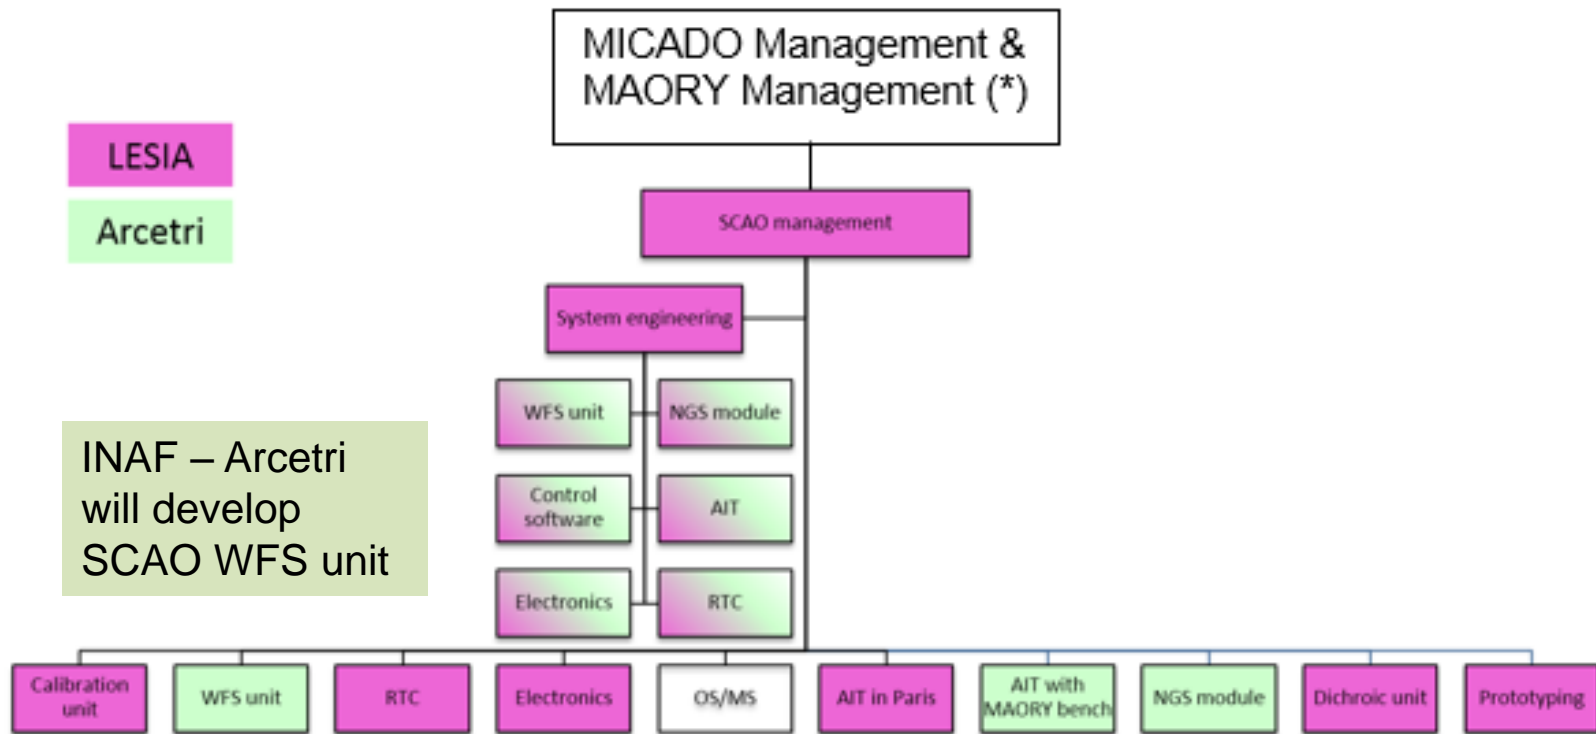 MICADO Management &
MAORY Management (*)
LESIA
Arcetri
SCAO management
System engineering
WFS unit
NGS module
Control
software
AIT
Electronics
RTC
INAF – Arcetri
will develop
SCAO WFS unit
Calibration
unit
WFS unit
RTC
Electronics
OS/MS
AIT in Paris
AIT with
MAORY bench
NGS module
Dichroic unit
Prototyping